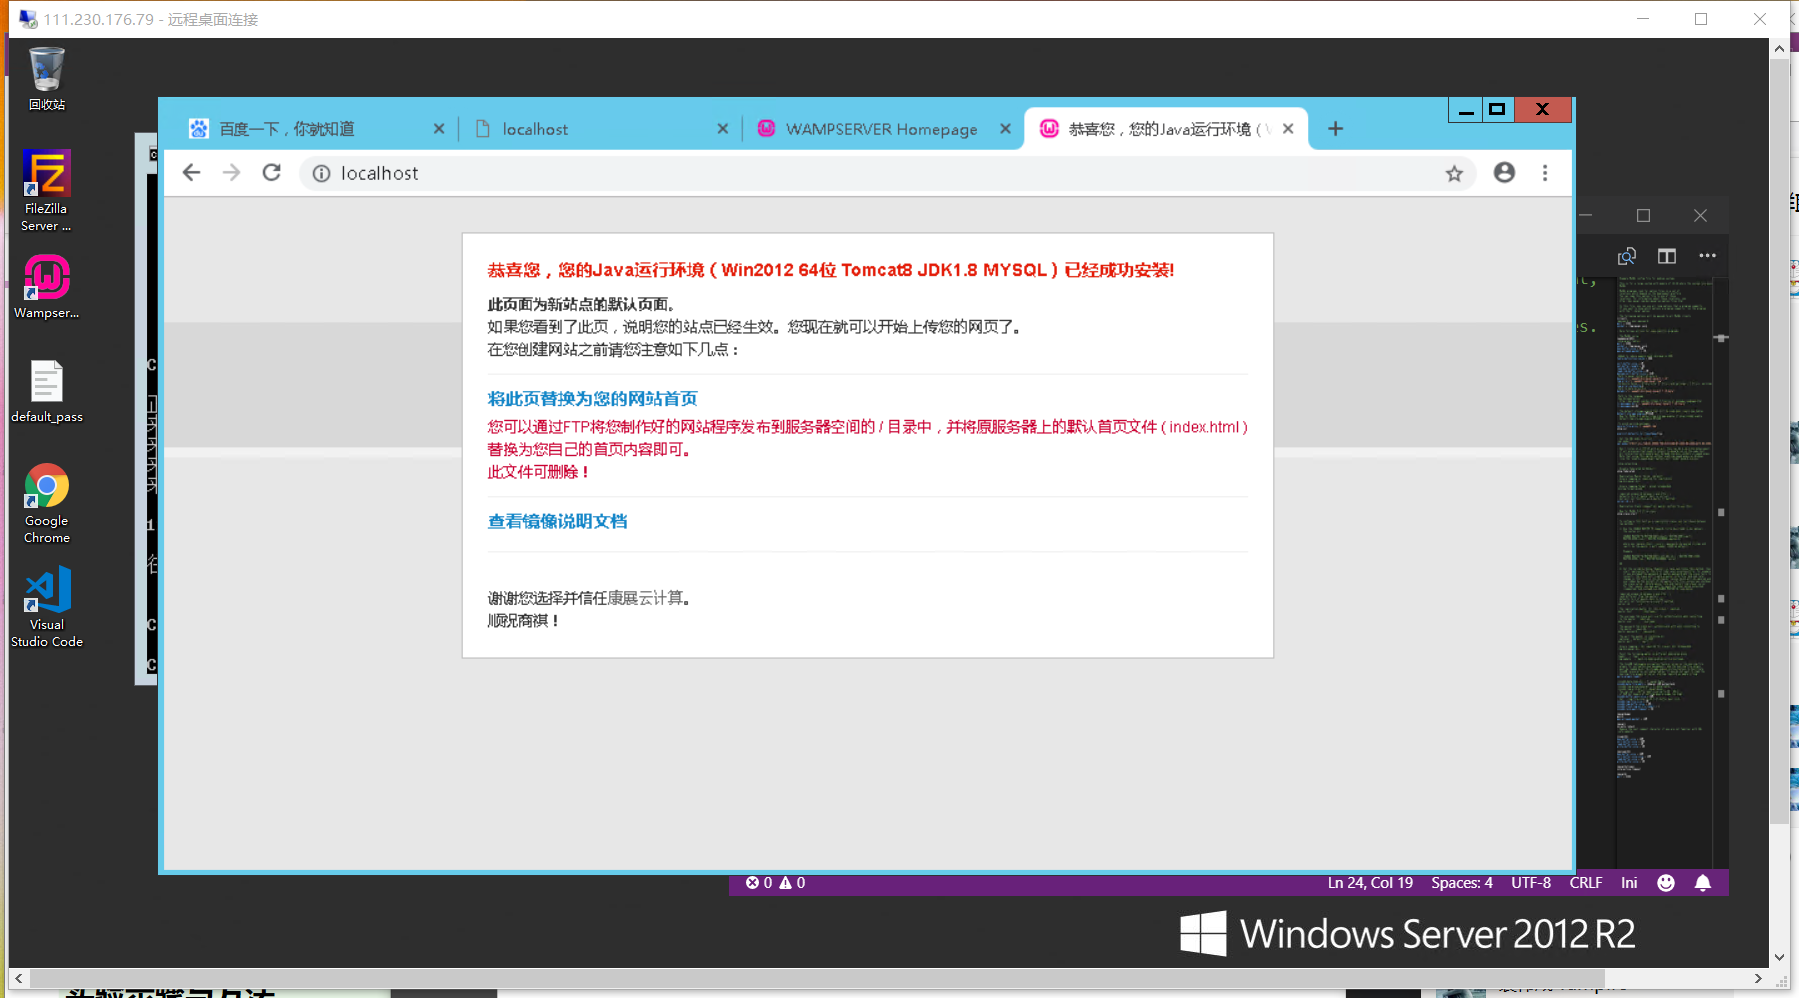 111.230.176.79 - 远程桌面连接
回收站
FileZilla
Server ...
Wampser...
default_pass
Google
Chrome
Visual
Studio Code
百度一下，你就知道
localhost
WAMPSERVER Homepage
恭喜您，您的Java运行环境（
localhost
恭喜您，您的Java运行环境（Win2012 64位 Tomcat8 JDK1.8 MYSQL）已经成功安装!
此页面为新站点的默认页面。
如果您看到了此页，说明您的站点已经生效。您现在就可以开始上传您的网页了。
在您创建网站之前请您注意如下几点：
将此页替换为您的网站首页
您可以通过FTP将您制作好的网站程序发布到服务器空间的 / 目录中，并将原服务器上的默认首页文件（index.html）
替换为您自己的首页内容即可。
此文件可删除！
查看镜像说明文档
谢谢您选择并信任康展云计算。
顺祝商祺！
0 0
Ln 24, Col 19 Spaces: 4 UTF-8 CRLF Ini
Windows Server 2012 R2